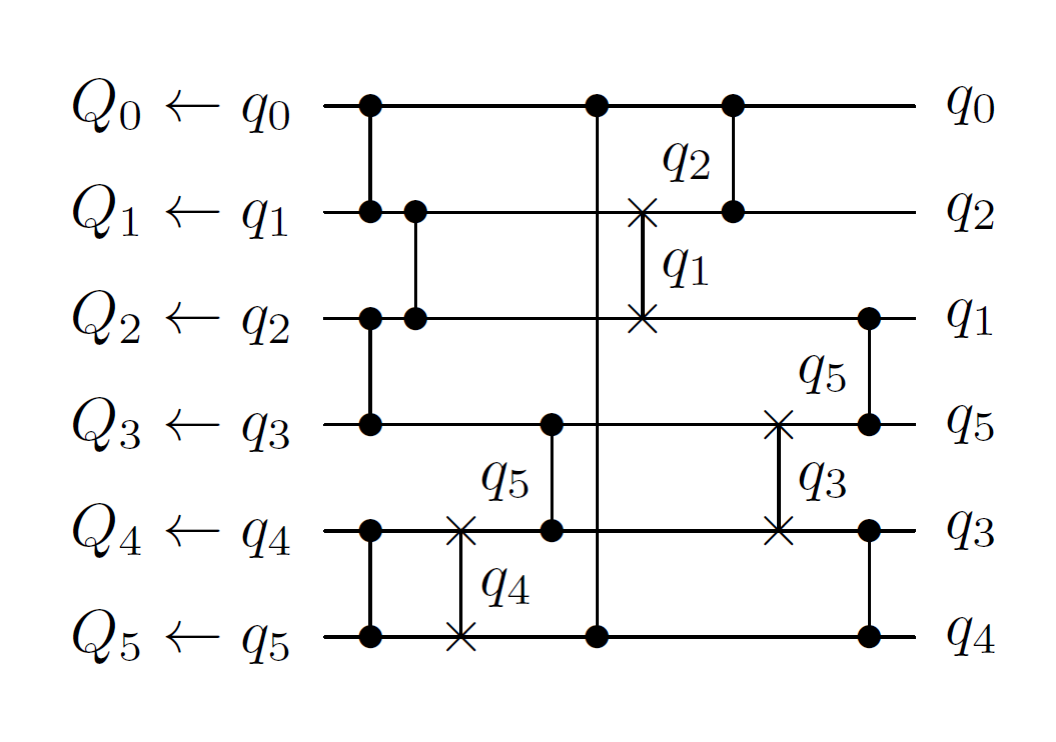 Q₀ ← q₀ q₀
q₂
Q₁ ← q₁ q₂
q₁
Q₂ ← q₂ q₁
q₅
Q₃ ← q₃ q₅
q₅ q₃
Q₄ ← q₄ q₃
q₄
Q₅ ← q₅ q₄